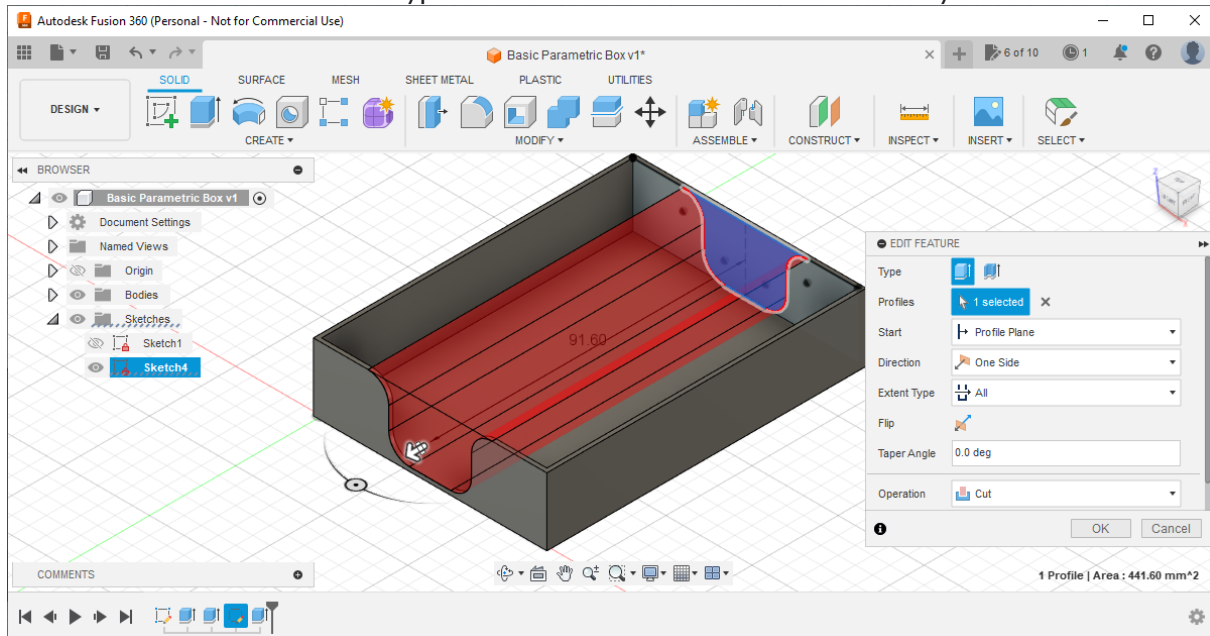 Autodesk Fusion 360 (Personal - Not for Commercial Use)
Basic Parametric Box v1*
6 of 10
1
SOLID SURFACE MESH SHEET METAL PLASTIC UTILITIES
DESIGN
CREATE MODIFY ASSEMBLE CONSTRUCT INSPECT INSERT SELECT
BROWSER
Basic Parametric Box v1
Document Settings
Named Views
Origin
Bodies
Sketches
Sketch1
Sketch4
91.60
Z
EDIT FEATURE
Type
Profiles 1 selected
Start Profile Plane
Direction One Side
Extent Type All
Flip
Taper Angle 0.0 deg
Operation Cut
OK Cancel
COMMENTS
1 Profile | Area : 441.60 mm^2